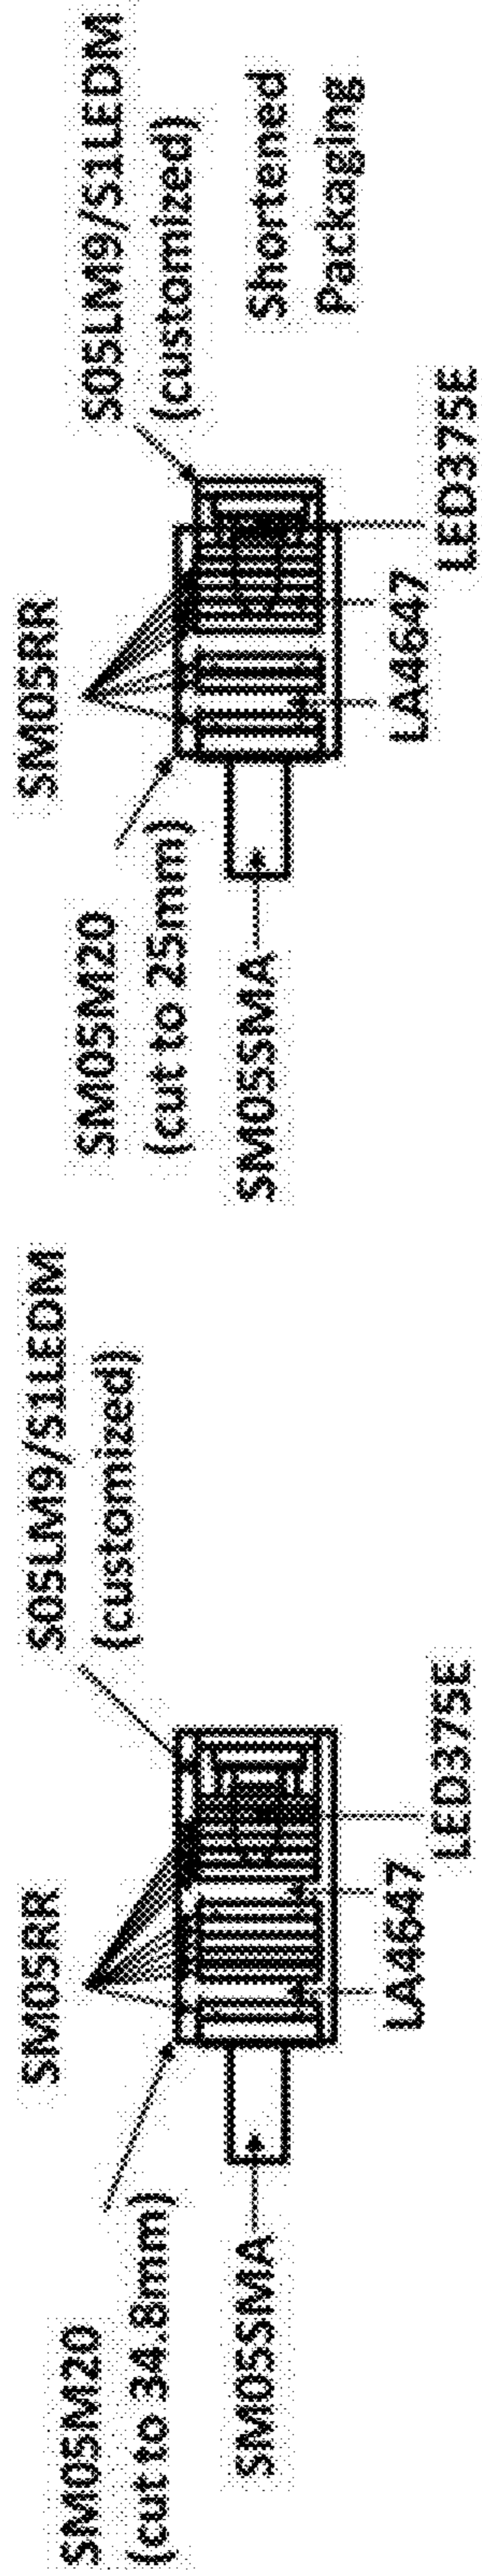 SM05M20
(cut to 34.8mm)
SM05SMA
SM05RR
S05LM9/S1LEDM
(customized)
LA4647
LED375E
SM05M20
(cut to 25mm)
SM05SMA
SM05RR
S05LM9/S1LEDM
(customized)
LA4647
LED375E
Shortened
Packaging